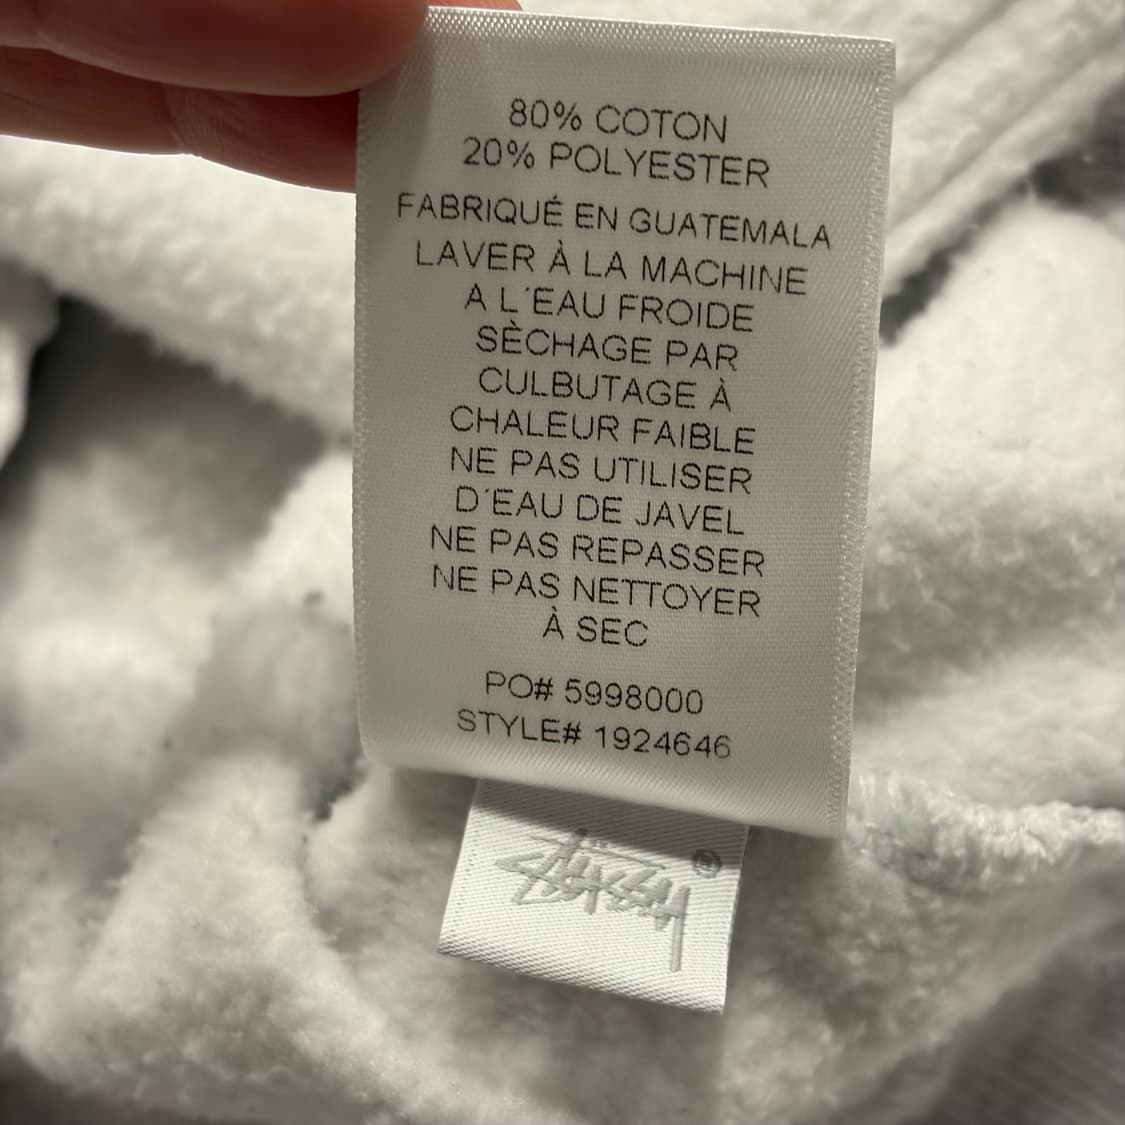 80% COTON
20% POLYESTER
FABRIQUÉ EN GUATEMALA
LAVER À LA MACHINE
A L'EAU FROIDE
SÈCHAGE PAR
CULBUTAGE À
CHALEUR FAIBLE
NE PAS UTILISER
D'EAU DE JAVEL
NE PAS REPASSER
NE PAS NETTOYER
À SEC
PO# 5998000
STYLE# 1924646
Stüssy ®